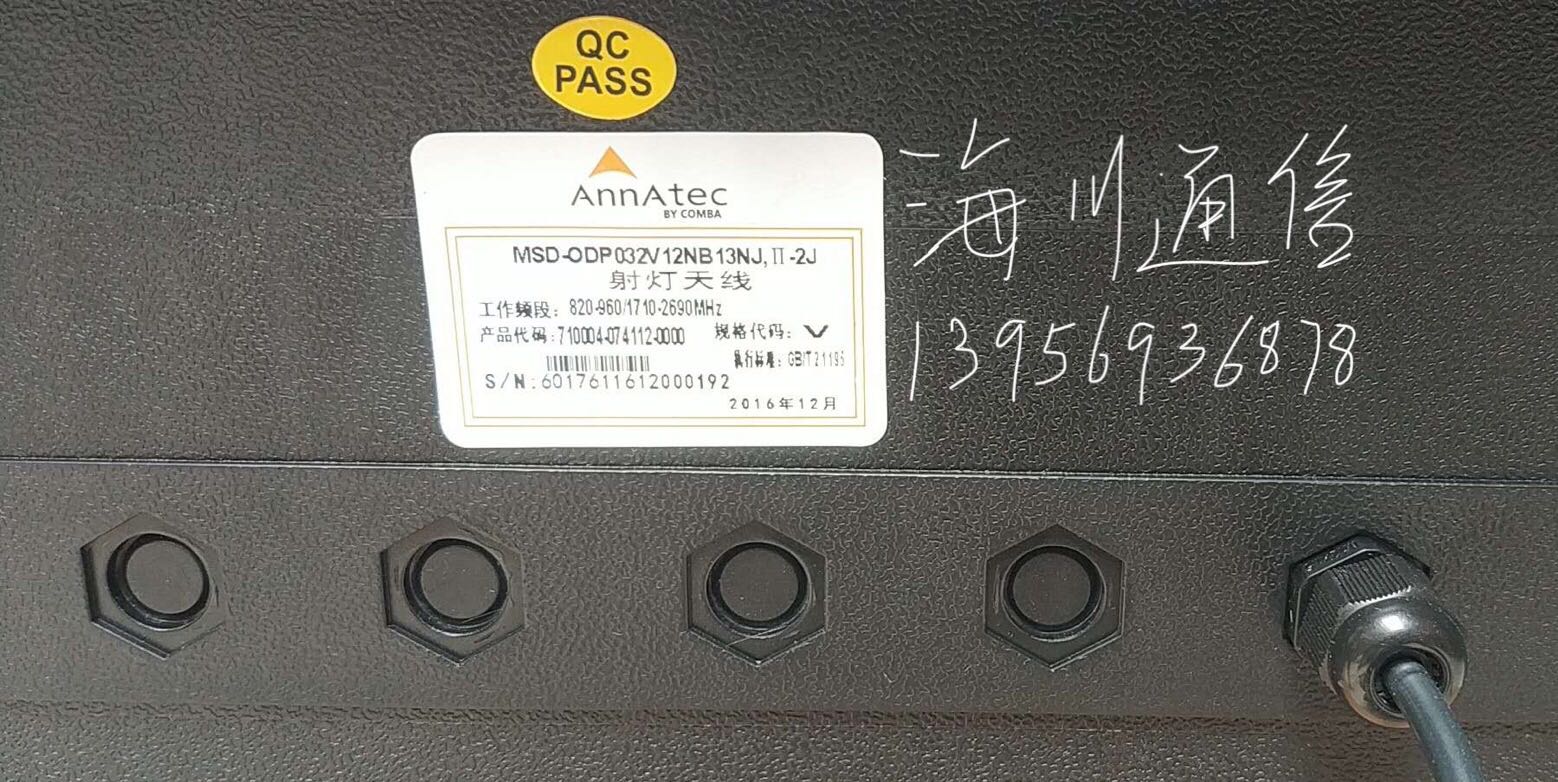 QC
PASS
AnnAtec
BY COMBA
MSD-ODP032V12NB13NJ,Ⅱ-2J
射灯天线
工作频段：820-960/1710-2690MHz
产品代码:710004-074112-0000 规格代码：V
执行标准：GB/T21195
S/N:6017611612000192
2016年12月
海川通信
13956936878